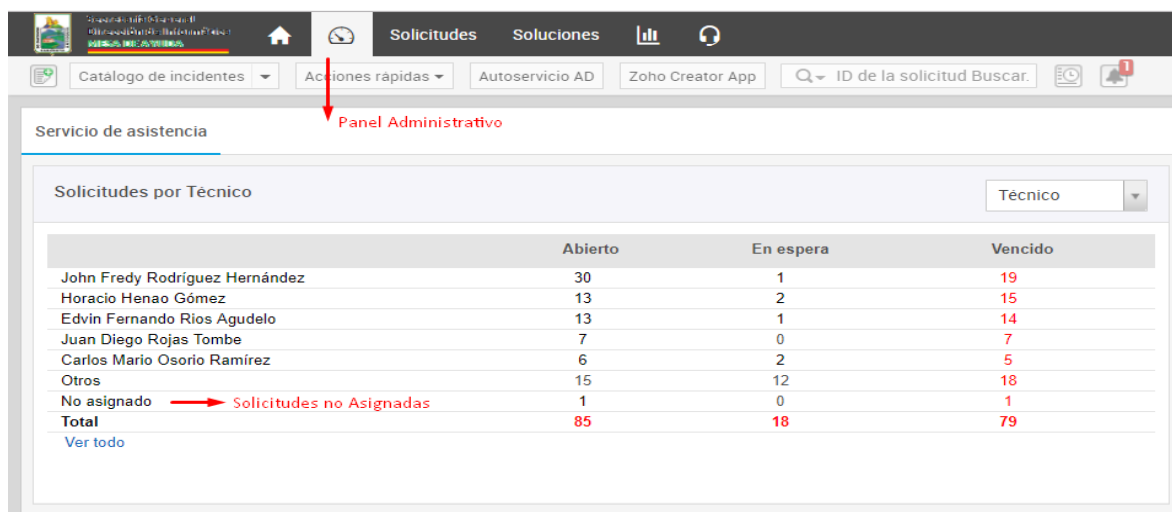 MESA DE AYUDA
Solicitudes Soluciones
Catálogo de incidentes Acciones rápidas Autoservicio AD Zoho Creator App ID de la solicitud Buscar. 1
Panel Administrativo
Servicio de asistencia
Solicitudes por Técnico Técnico
Abierto En espera Vencido
John Fredy Rodríguez Hernández 30 1 19
Horacio Henao Gómez 13 2 15
Edvin Fernando Rios Agudelo 13 1 14
Juan Diego Rojas Tombe 7 0 7
Carlos Mario Osorio Ramírez 6 2 5
Otros 15 12 18
No asignado Solicitudes no Asignadas 1 0 1
Total 85 18 79
Ver todo